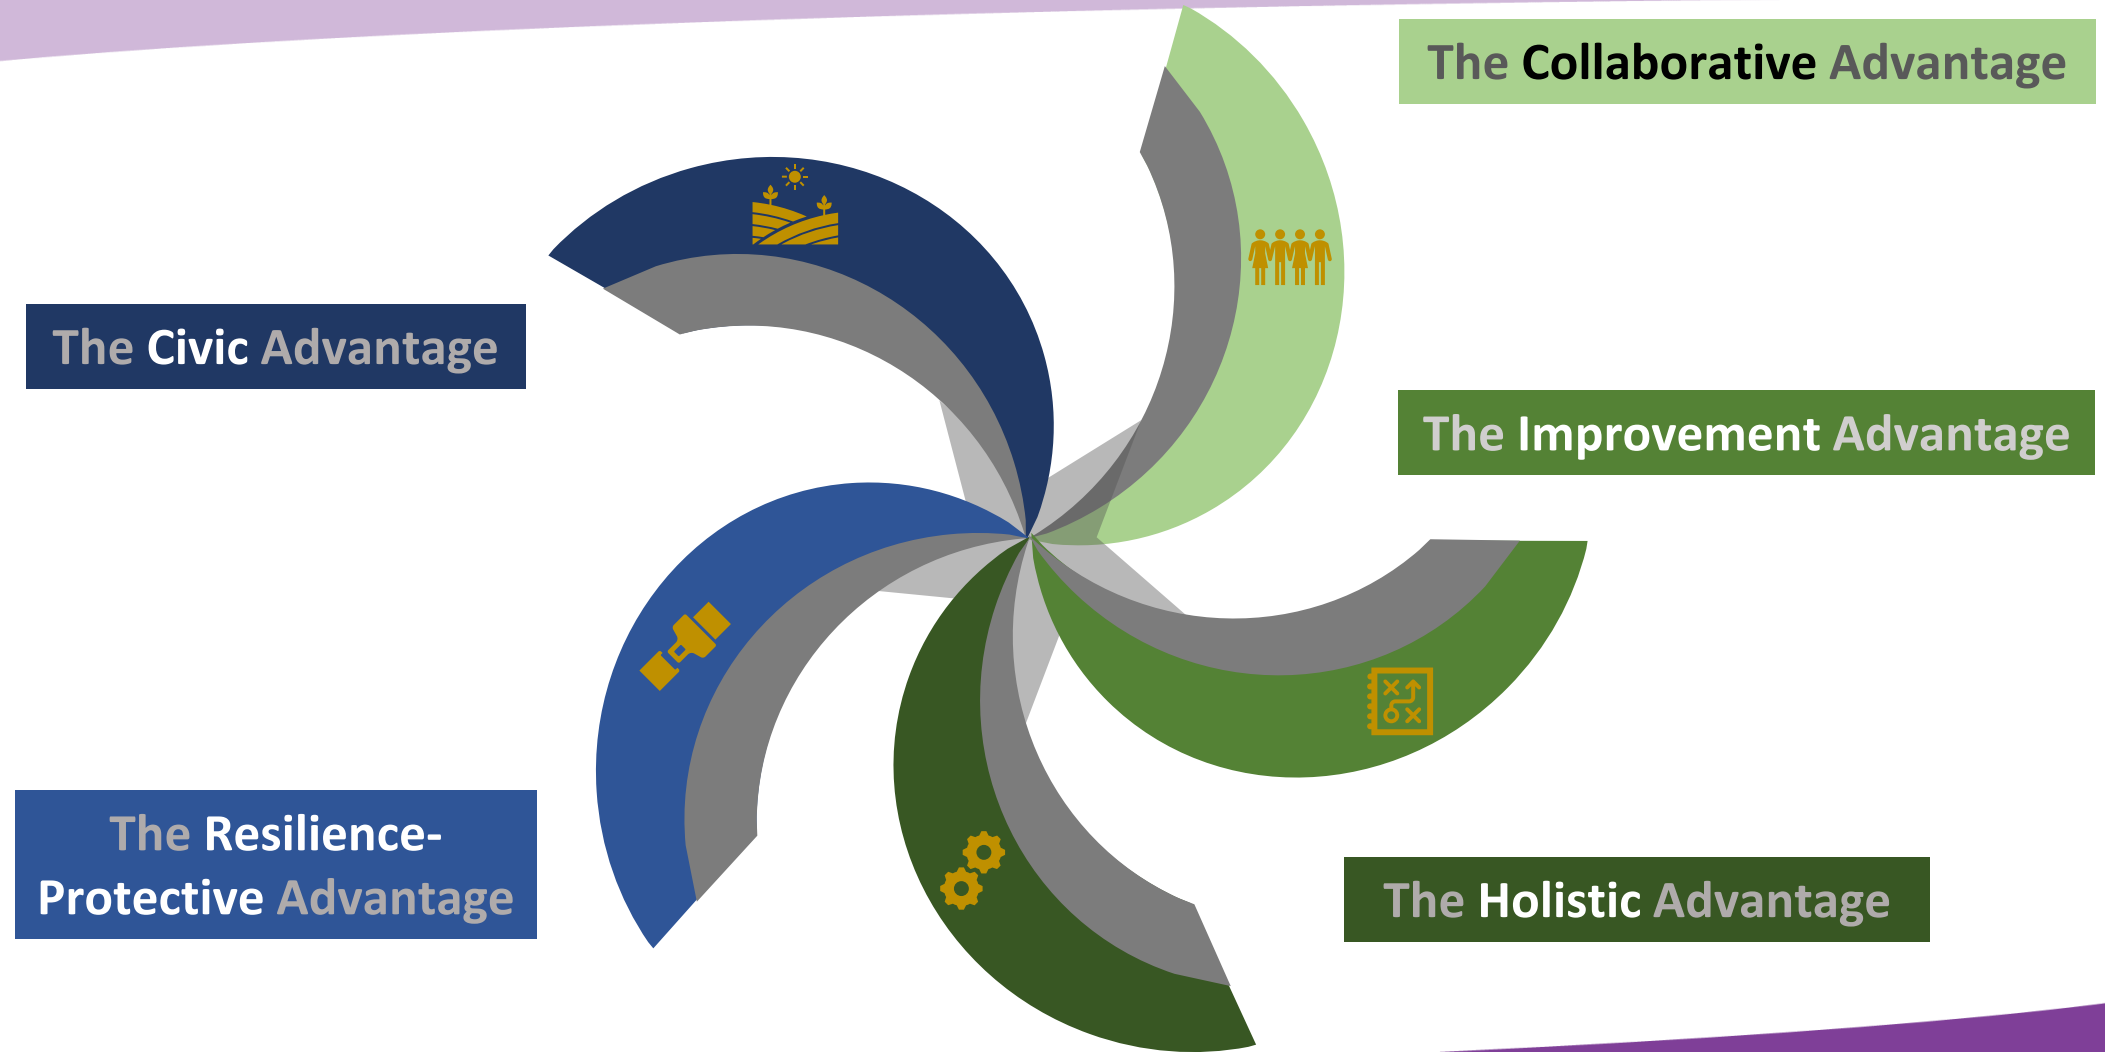 The Collaborative Advantage
The Civic Advantage
The Improvement Advantage
The Resilience-
Protective Advantage
The Holistic Advantage